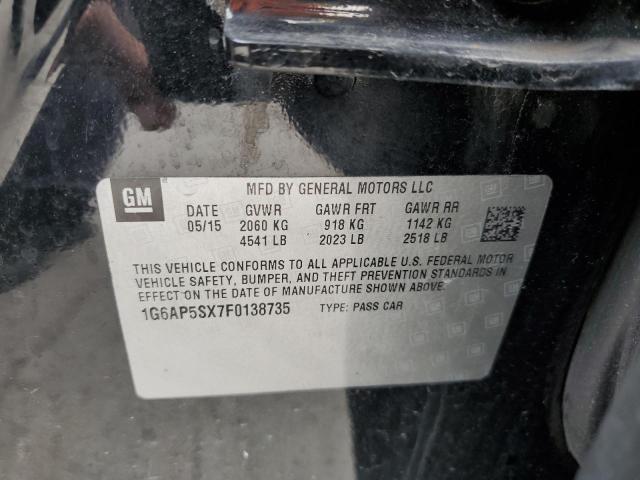 GM
MFD BY GENERAL MOTORS LLC
DATE GVWR GAWR FRT GAWR RR
05/15 2060 KG 918 KG 1142 KG
4541 LB 2023 LB 2518 LB
THIS VEHICLE CONFORMS TO ALL APPLICABLE U.S. FEDERAL MOTOR
VEHICLE SAFETY, BUMPER, AND THEFT PREVENTION STANDARDS IN
EFFECT ON THE DATE OF MANUFACTURE SHOWN ABOVE.
1G6AP5SX7F0138735 TYPE: PASS CAR